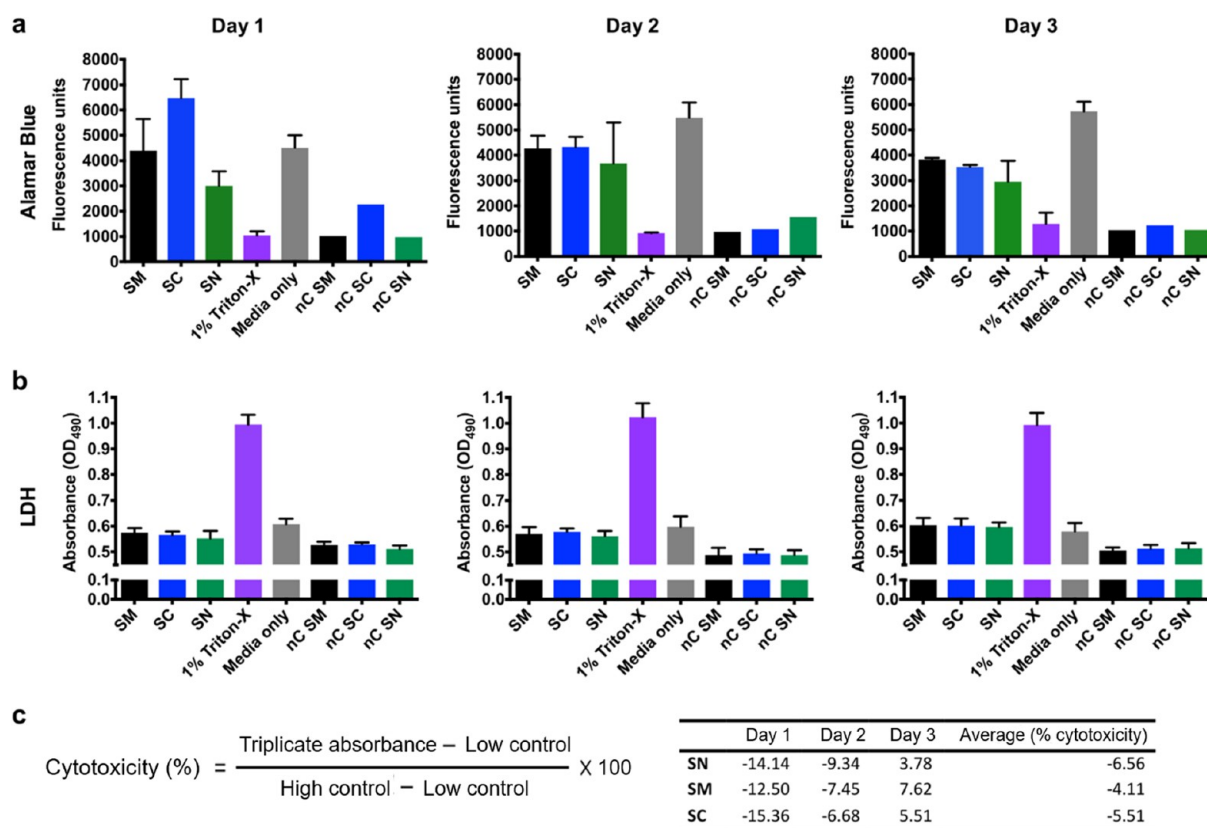 a
Day 1
Day 2
Day 3
Alamar Blue
Fluorescence units
8000
7000
6000
5000
4000
3000
2000
1000
0
SM
SC
SN
1% Triton-X
Media only
nC SM
nC SC
nC SN
Fluorescence units
8000
7000
6000
5000
4000
3000
2000
1000
0
SM
SC
SN
1% Triton-X
Media only
nC SM
nC SC
nC SN
Fluorescence units
8000
7000
6000
5000
4000
3000
2000
1000
0
SM
SC
SN
1% Triton-X
Media only
nC SM
nC SC
nC SN
b
LDH
Absorbance (OD490)
1.1
1.0
0.9
0.8
0.7
0.6
0.5
0.1
0.0
SM
SC
SN
1% Triton-X
Media only
nC SM
nC SC
nC SN
Absorbance (OD490)
1.1
1.0
0.9
0.8
0.7
0.6
0.5
0.1
0.0
SM
SC
SN
1% Triton-X
Media only
nC SM
nC SC
nC SN
Absorbance (OD490)
1.1
1.0
0.9
0.8
0.7
0.6
0.5
0.1
0.0
SM
SC
SN
1% Triton-X
Media only
nC SM
nC SC
nC SN
c
Triplicate absorbance – Low control
Cytotoxicity (%) = X 100
High control – Low control
Day 1 Day 2 Day 3 Average (% cytotoxicity)
SN -14.14 -9.34 3.78 -6.56
SM -12.50 -7.45 7.62 -4.11
SC -15.36 -6.68 5.51 -5.51